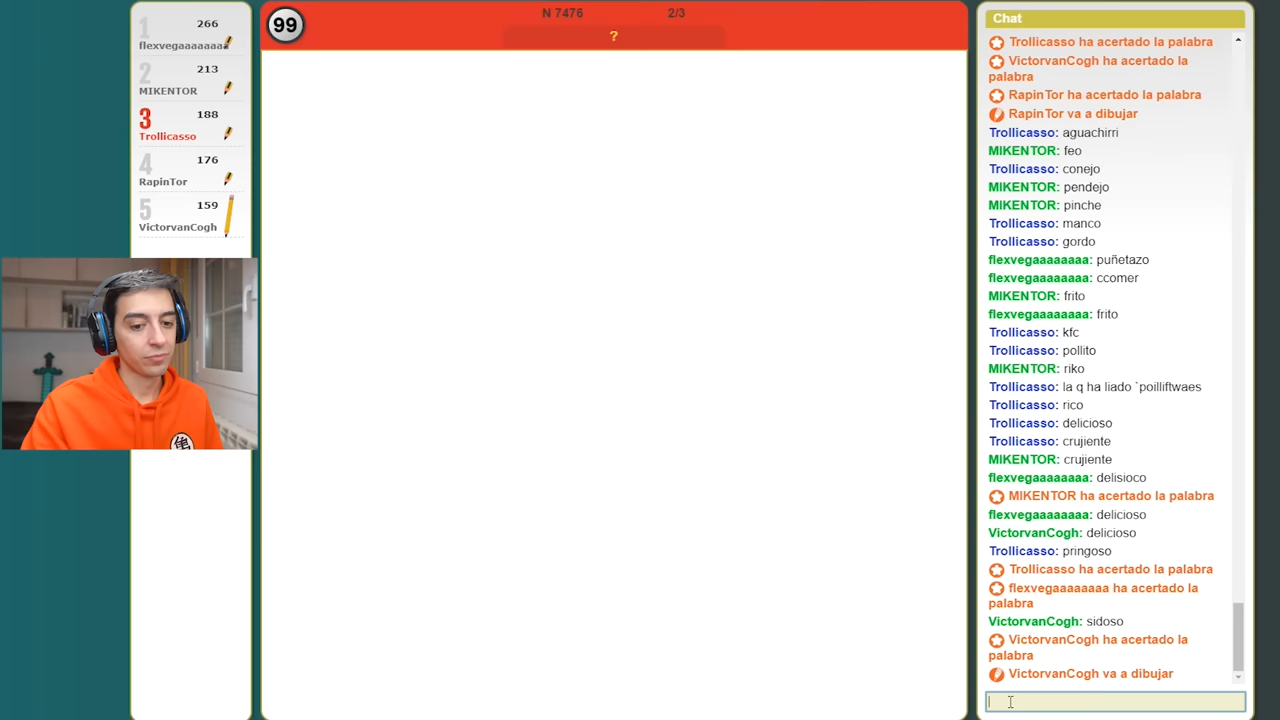 1 266
flexvegaaaaaaaa
2 213
MIKENTOR
3 188
Trollicasso
4 176
RapinTor
5 159
VictorvanCogh
99
N 7476 2/3
?
Chat
Trollicasso ha acertado la palabra
VictorvanCogh ha acertado la
palabra
RapinTor ha acertado la palabra
RapinTor va a dibujar
Trollicasso: aguachirri
MIKENTOR: feo
Trollicasso: conejo
MIKENTOR: pendejo
MIKENTOR: pinche
Trollicasso: manco
Trollicasso: gordo
flexvegaaaaaaaa: puñetazo
flexvegaaaaaaaa: ccomer
MIKENTOR: frito
flexvegaaaaaaaa: frito
Trollicasso: kfc
Trollicasso: pollito
MIKENTOR: riko
Trollicasso: la q ha liado `poilliftwaes
Trollicasso: rico
Trollicasso: delicioso
Trollicasso: crujiente
MIKENTOR: crujiente
flexvegaaaaaaaa: delisioco
MIKENTOR ha acertado la palabra
flexvegaaaaaaaa: delicioso
VictorvanCogh: delicioso
Trollicasso: pringoso
Trollicasso ha acertado la palabra
flexvegaaaaaaaa ha acertado la
palabra
VictorvanCogh: sidoso
VictorvanCogh ha acertado la
palabra
VictorvanCogh va a dibujar